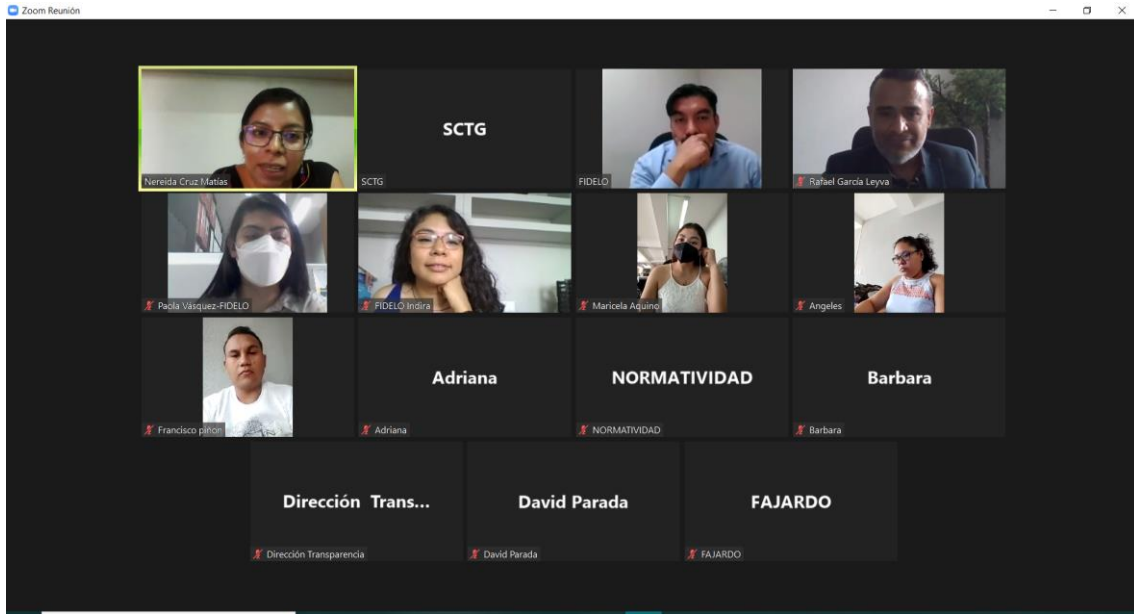 Zoom Reunión
Nereida Cruz Matías
SCTG
SCTG
FIDELO
Rafael García Leyva
Paola Vásquez-FIDELO
FIDELO Indira
Maricela Aquino
Angeles
Francisco piñon
Adriana
Adriana
NORMATIVIDAD
NORMATIVIDAD
Barbara
Barbara
Dirección Trans...
Dirección Transparencia
David Parada
David Parada
FAJARDO
FAJARDO